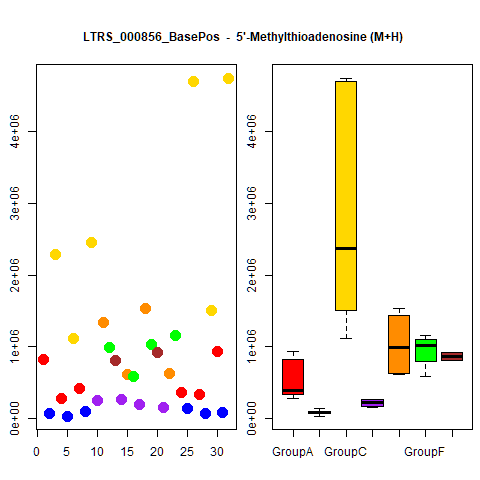 LTRS_000856_BasePos - 5'-Methylthioadenosine (M+H)
0e+00 1e+06 2e+06 3e+06 4e+06
0 5 10 15 20 25 30
0e+00 1e+06 2e+06 3e+06 4e+06
GroupA GroupC GroupF